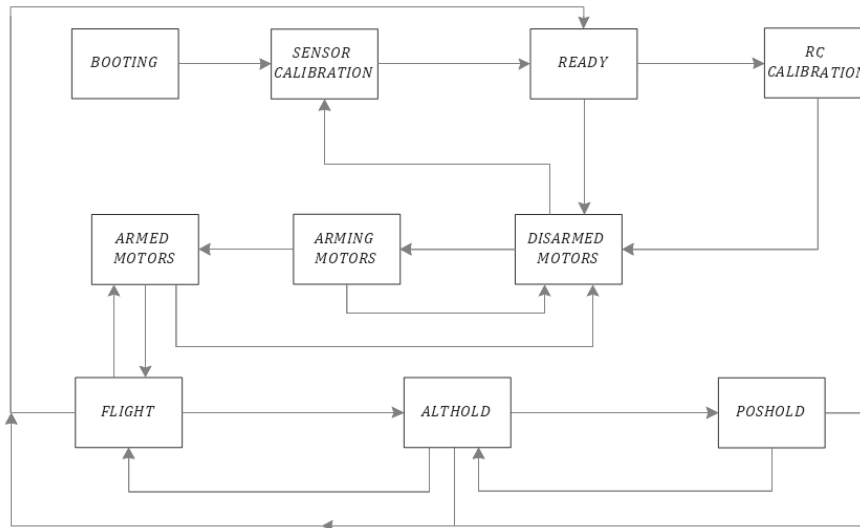 BOOTING
SENSOR
CALIBRATION
READY
RC
CALIBRATION
ARMED
MOTORS
ARMING
MOTORS
DISARMED
MOTORS
FLIGHT
ALTHOLD
POSHOLD